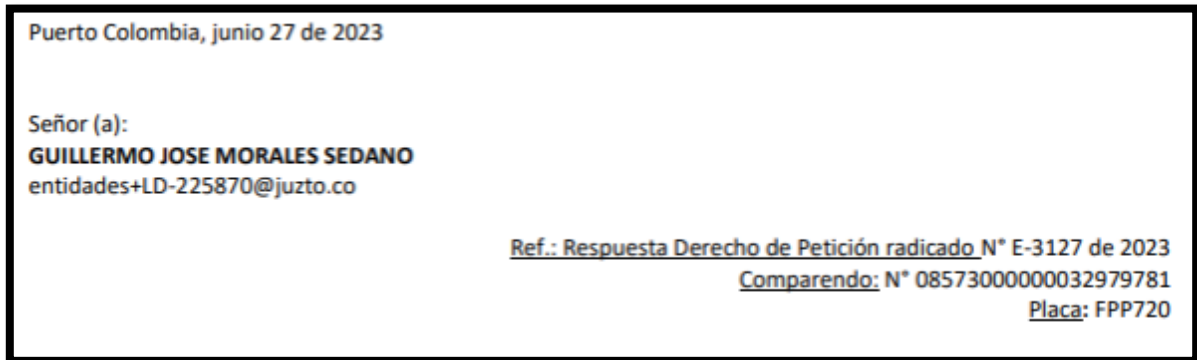 Puerto Colombia, junio 27 de 2023
Señor (a):
GUILLERMO JOSE MORALES SEDANO
entidades+LD-225870@juzto.co
Ref.: Respuesta Derecho de Petición radicado N° E-3127 de 2023
Comparendo: N° 08573000000032979781
Placa: FPP720